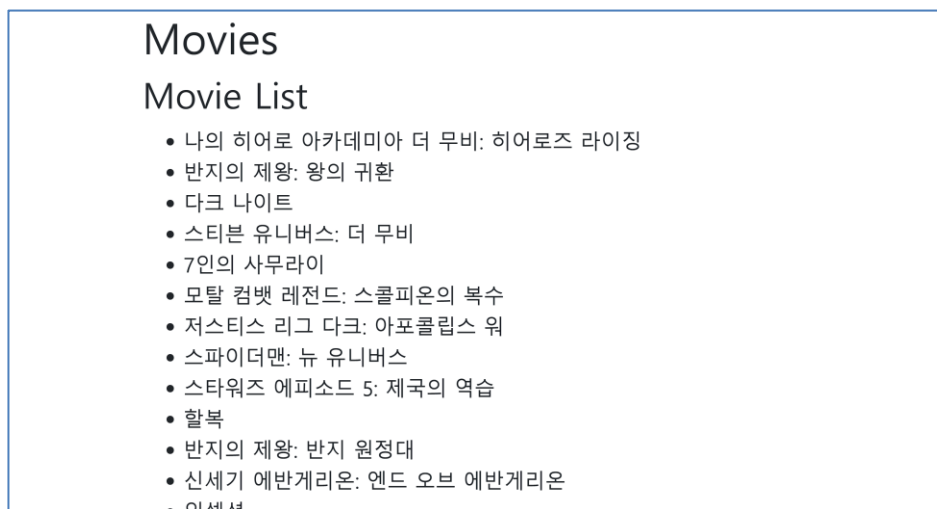 Movies
Movie List
• 나의 히어로 아카데미아 더 무비: 히어로즈 라이징
• 반지의 제왕: 왕의 귀환
• 다크 나이트
• 스티븐 유니버스: 더 무비
• 7인의 사무라이
• 모탈 컴뱃 레전드: 스콜피온의 복수
• 저스티스 리그 다크: 아포콜립스 워
• 스파이더맨: 뉴 유니버스
• 스타워즈 에피소드 5: 제국의 역습
• 할복
• 반지의 제왕: 반지 원정대
• 신세기 에반게리온: 엔드 오브 에반게리온